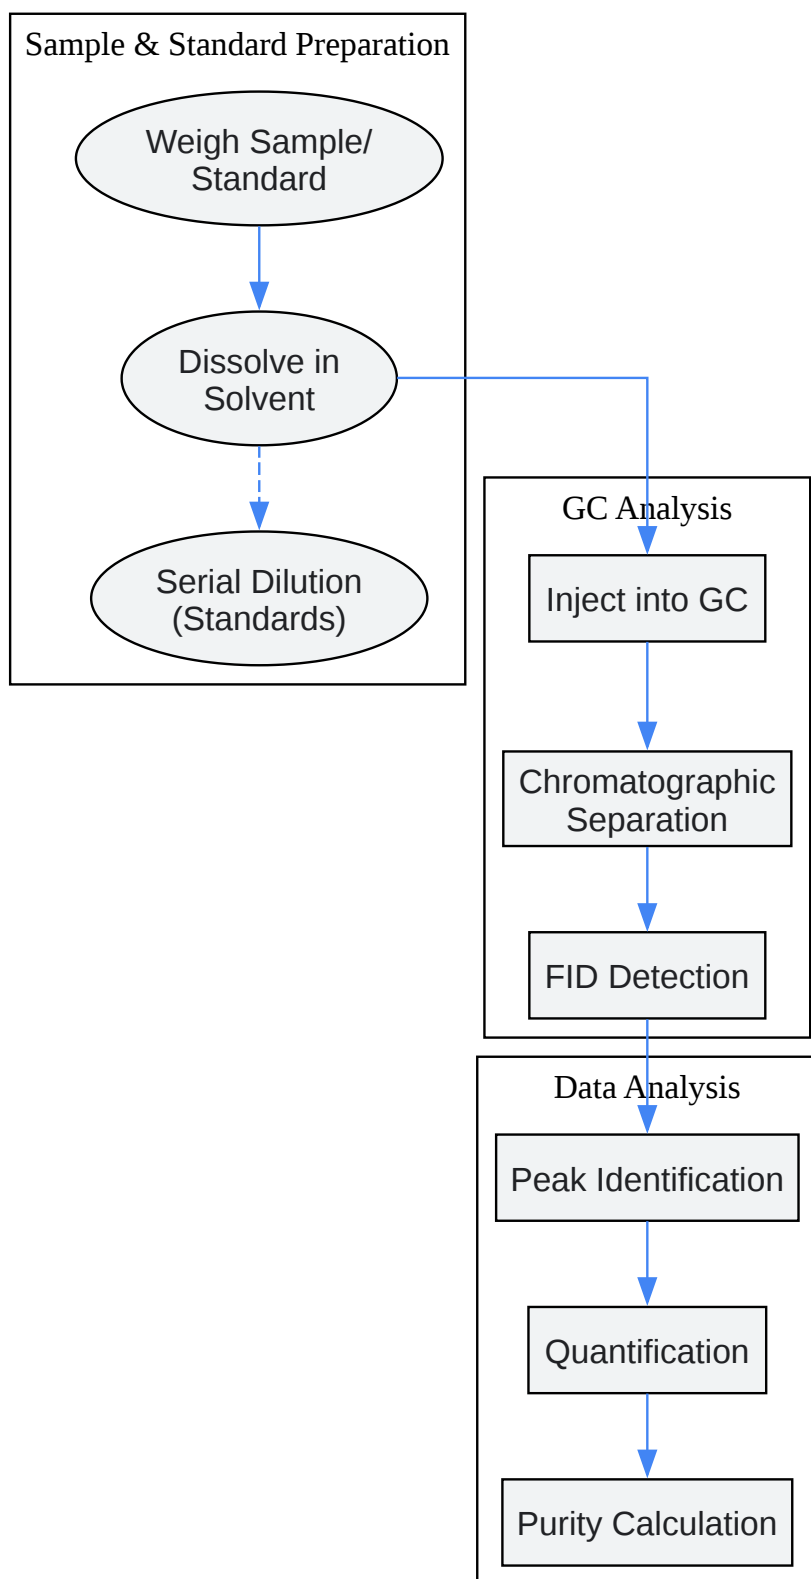 Sample & Standard Preparation
Weigh Sample/
Standard
Dissolve in
Solvent
Serial Dilution
(Standards)
GC Analysis
Inject into GC
Chromatographic
Separation
FID Detection
Data Analysis
Peak Identification
Quantification
Purity Calculation